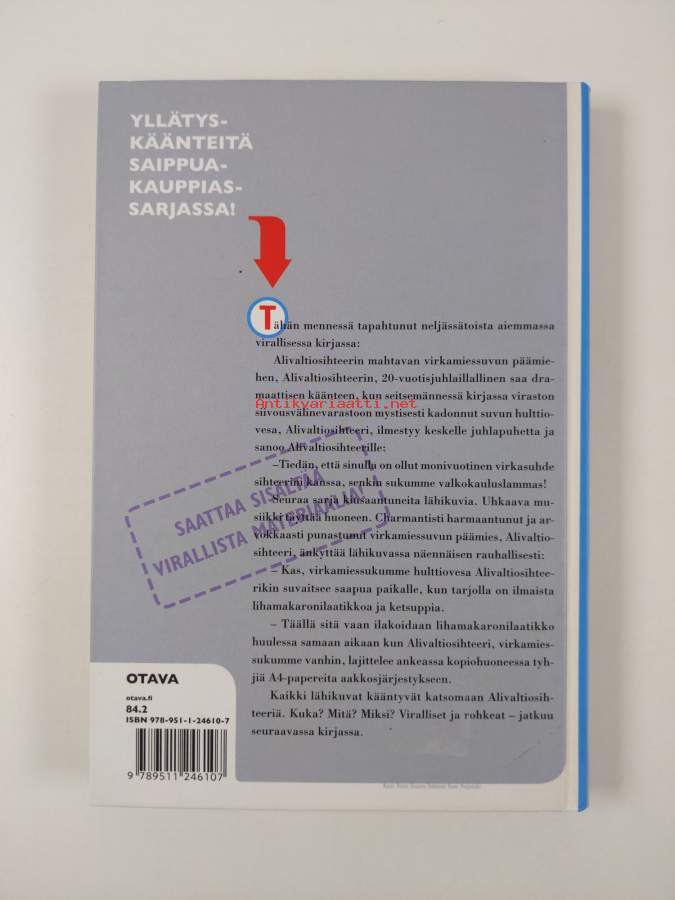 YLLÄTYS-
KÄÄNTEITÄ
SAIPPUA-
KAUPPIAS-
SARJASSA!
Tähän mennessä tapahtunut neljässätoista aiemmassa
virallisessa kirjassa:
Alivaltiosihteerin mahtavan virkamiessuvun päämie-
hen, Alivaltiosihteerin, 20-vuotisjuhlaillallinen saa dra-
maattisen käänteen, kun seitsemännessä kirjassa viraston
Antikvariaatti.net
siivousvälinevarastoon mystisesti kadonnut suvun hulttio-
vesa, Alivaltiosihteeri, ilmestyy keskelle juhlapuhetta ja
sanoo Alivaltiosihteerille:
–Tiedän, että sinulla on ollut monivuotinen virkasuhde
sihteerini kanssa, senkin sukumme valkokauluslammas!
Seuraa sarja kiusaantuneita lähikuvia. Uhkaava mu-
siikki täyttää huoneen. Charmantisti harmaantunut ja ar-
vokkaasti punastunut virkamiessuvun päämies, Alivaltio-
sihteeri, änkyttää lähikuvassa näennäisen rauhallisesti:
– Kas, virkamiessukumme hulttiovesa Alivaltiosihtee-
rikin suvaitsee saapua paikalle, kun tarjolla on ilmaista
lihamakaronilaatikkoa ja ketsuppia.
– Täällä sitä vaan ilakoidaan lihamakaronilaatikko
huulessa samaan aikaan kun Alivaltiosihteeri, virkamies-
sukumme vanhin, lajittelee ankeassa kopiohuoneessa tyh-
jiä A4-papereita aakkosjärjestykseen.
Kaikki lähikuvat kääntyvät katsomaan Alivaltiosih-
teeriä. Kuka? Mitä? Miksi? Viralliset ja rohkeat – jatkuu
seuraavassa kirjassa.
SAATTAA SISÄLTÄÄ
VIRALLISTA MATERIAALIA!
OTAVA
otava.fi
84.2
ISBN 978-951-1-24610-7
9 789511 246107